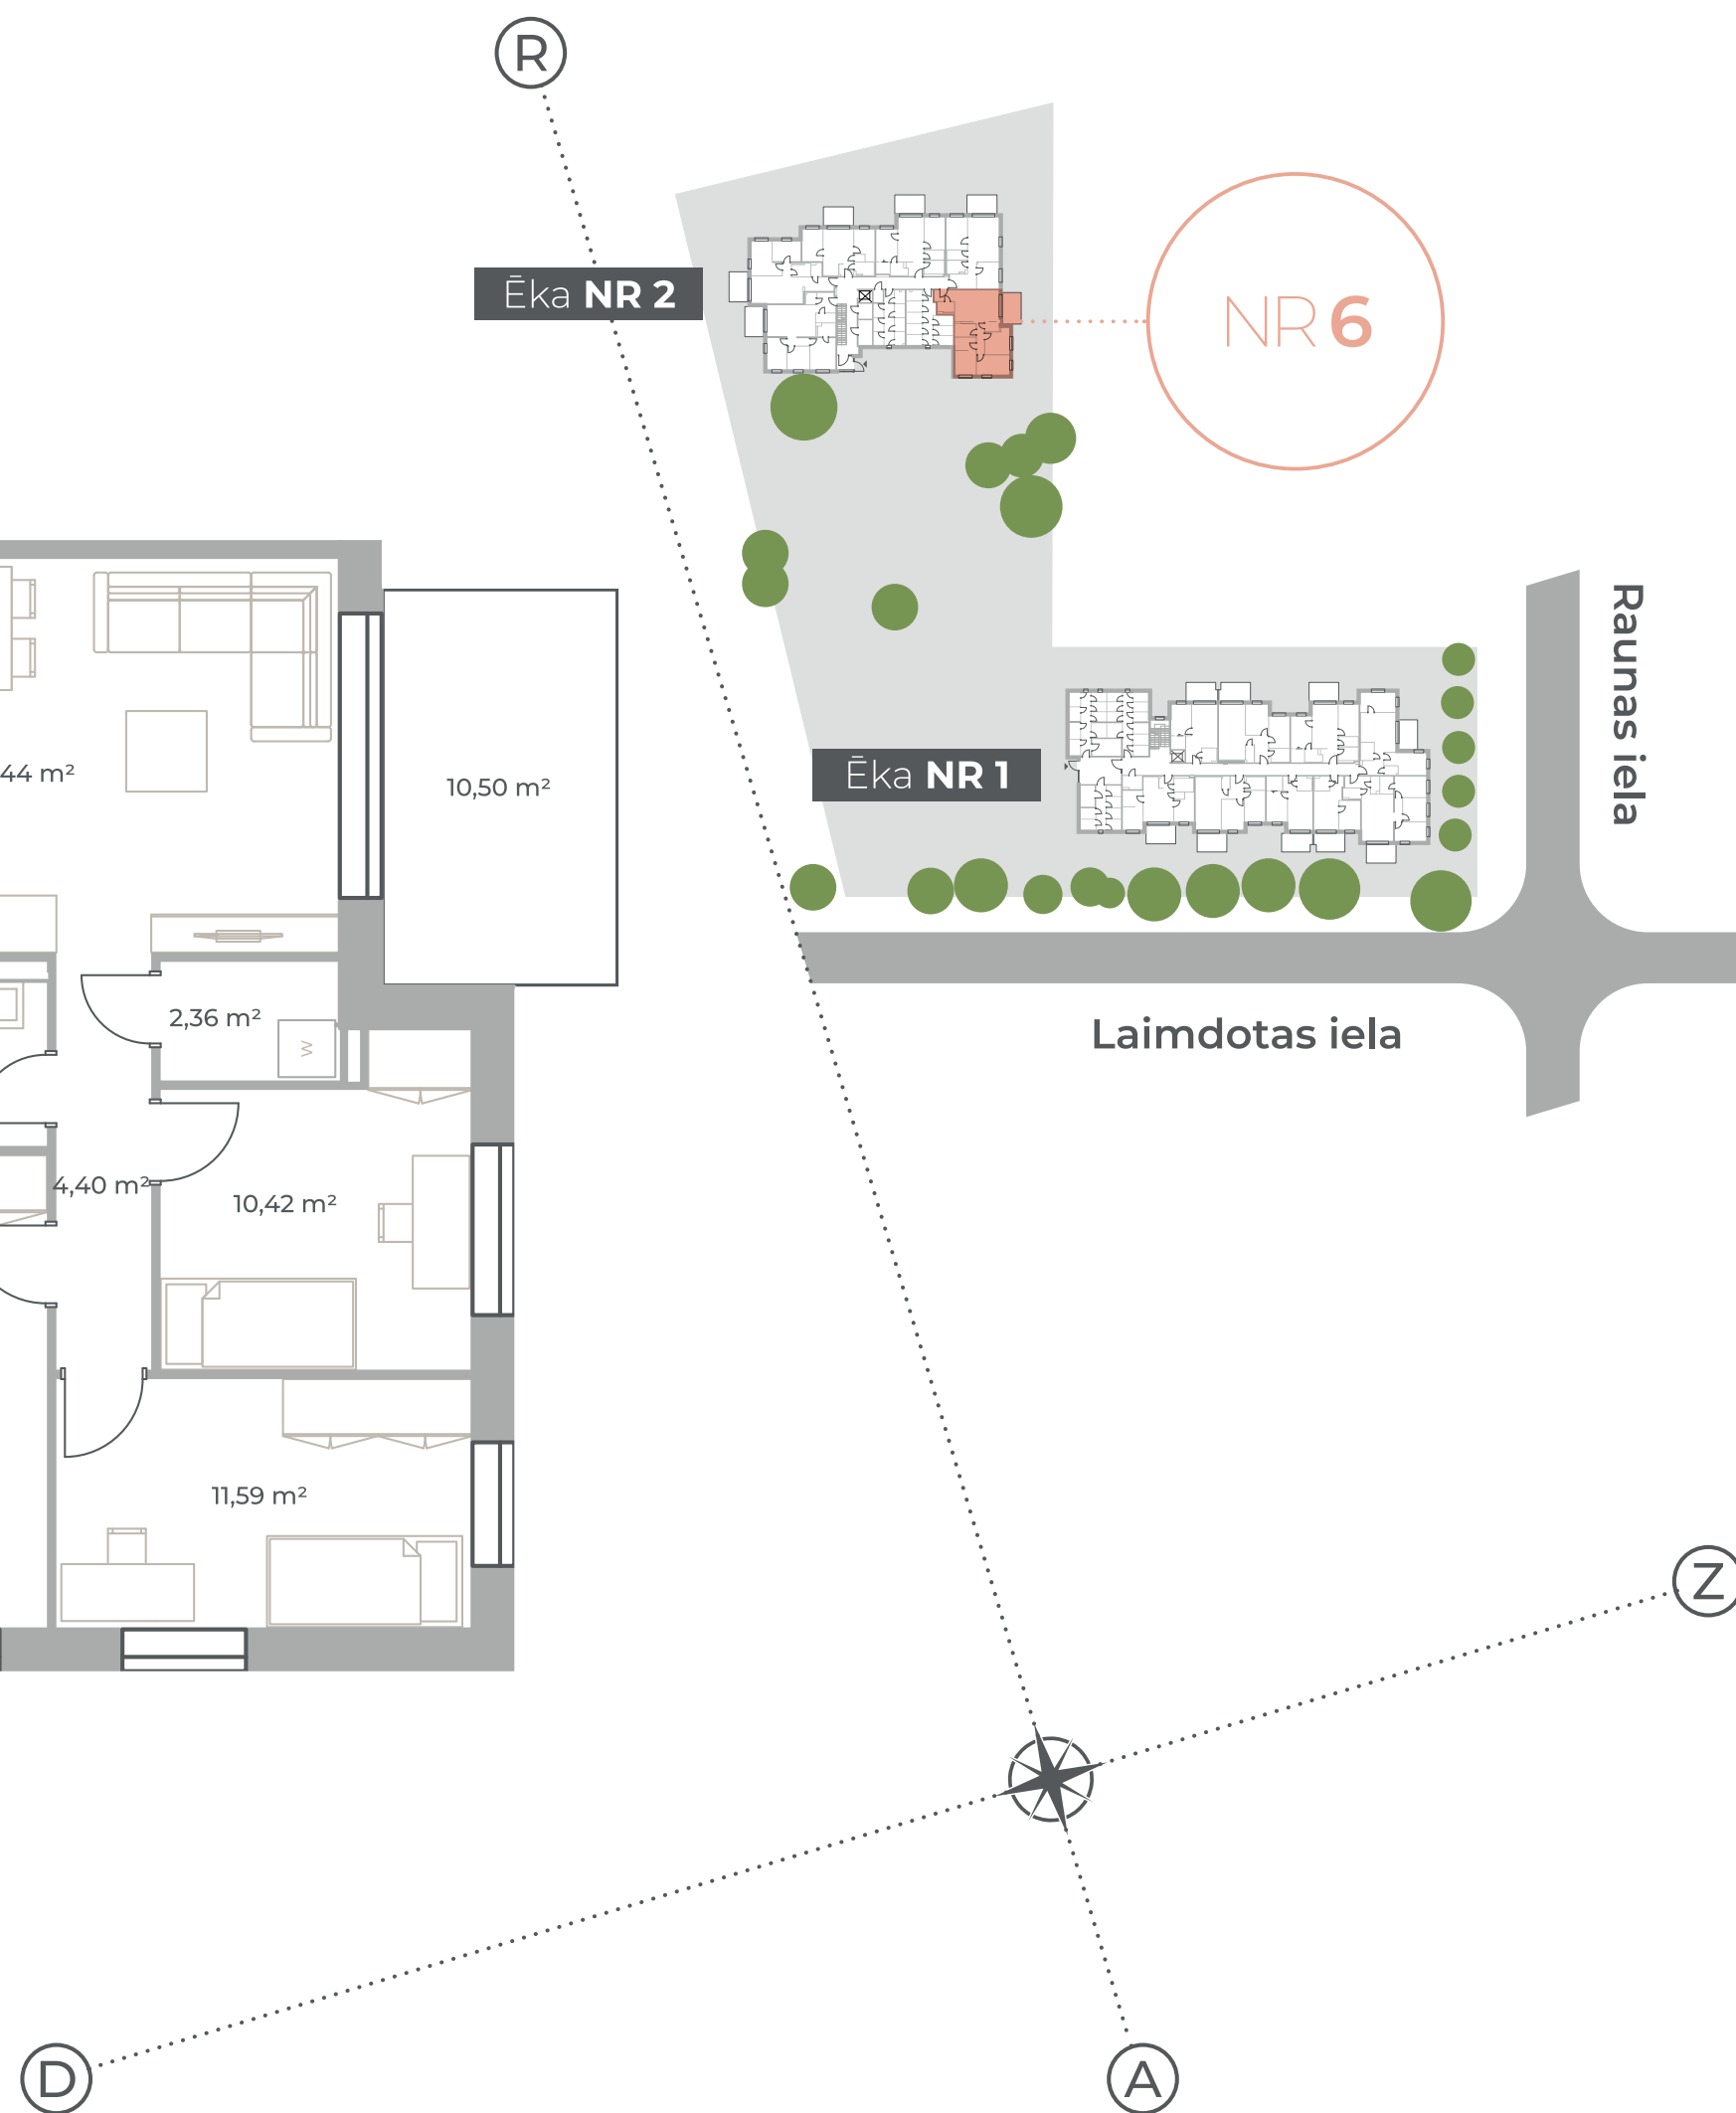 R
Ēka NR 2
NR 6
Raunas iela
Ēka NR 1
44 m²
10,50 m²
2,36 m²
W
Laimdotas iela
4,40 m²
10,42 m²
11,59 m²
Z
D
A